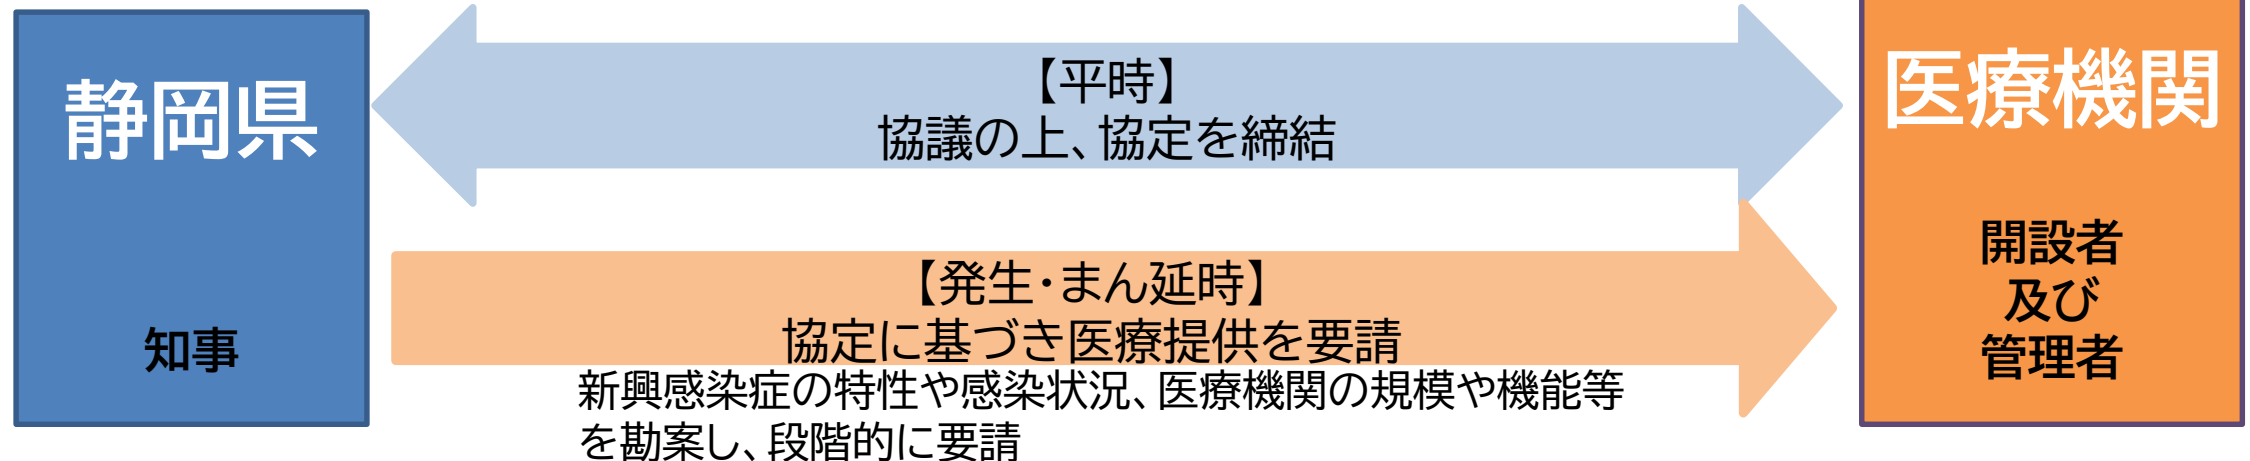 静岡県
知事
【平時】
協議の上、協定を締結
【発生・まん延時】
協定に基づき医療提供を要請
新興感染症の特性や感染状況、医療機関の規模や機能等
を勘案し、段階的に要請
医療機関
開設者
及び
管理者